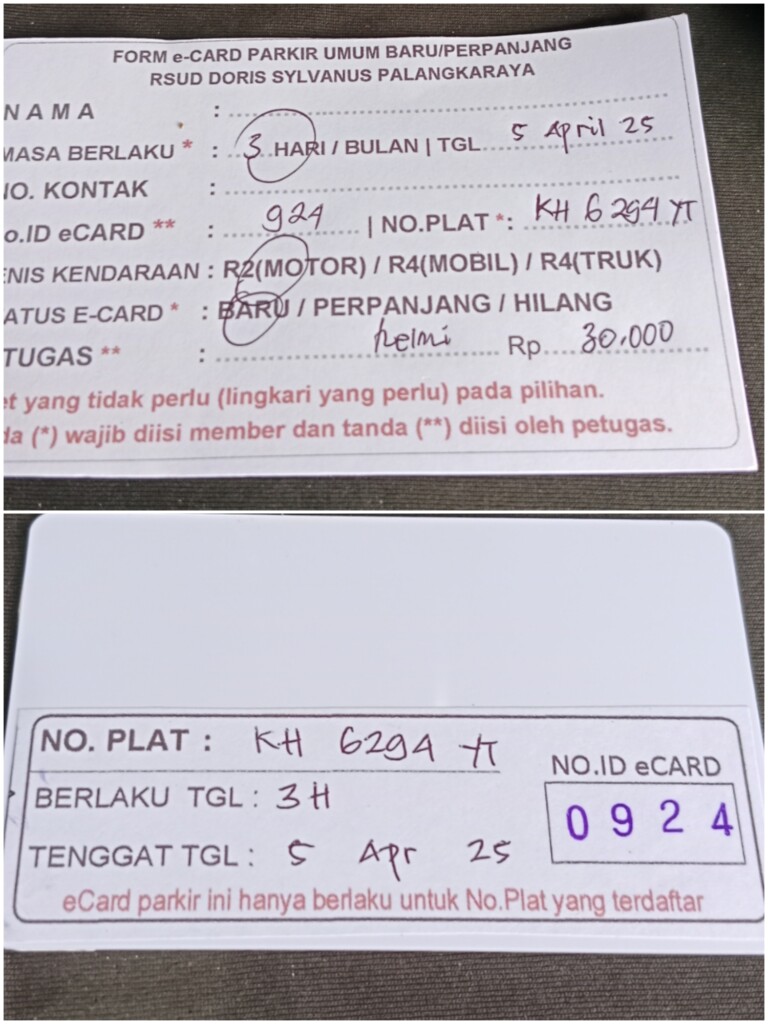 FORM e-CARD PARKIR UMUM BARU/PERPANJANG
RSUD DORIS SYLVANUS PALANGKARAYA
NAMA :
MASA BERLAKU * : 3 HARI / BULAN | TGL. 5 April 25
NO. KONTAK :
o.ID eCARD ** : 924 | NO.PLAT *: KH 6294 YT
NIS KENDARAAN : R2(MOTOR) / R4(MOBIL) / R4(TRUK)
ATUS E-CARD * : BARU / PERPANJANG / HILANG
TUGAS ** : helmi Rp. 30.000
et yang tidak perlu (lingkari yang perlu) pada pilihan.
da (*) wajib diisi member dan tanda (**) diisi oleh petugas.
NO. PLAT : KH 6294 YT
NO.ID eCARD
BERLAKU TGL : 3 H
0924
TENGGAT TGL : 5 Apr 25
eCard parkir ini hanya berlaku untuk No.Plat yang terdaftar